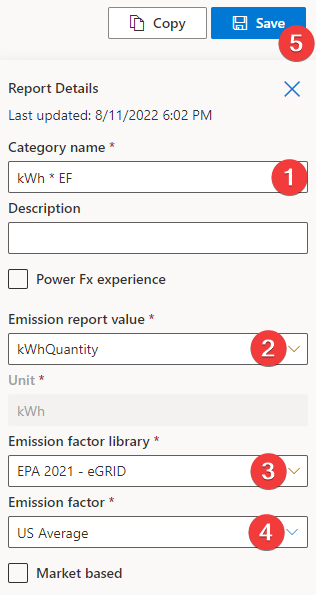 Copy
Save
5
Report Details
Last updated: 8/11/2022 6:02 PM
Category name *
kWh * EF
1
Description
Power Fx experience
Emission report value *
kWhQuantity
2
Unit *
kWh
Emission factor library *
EPA 2021 - eGRID
3
Emission factor *
US Average
4
Market based